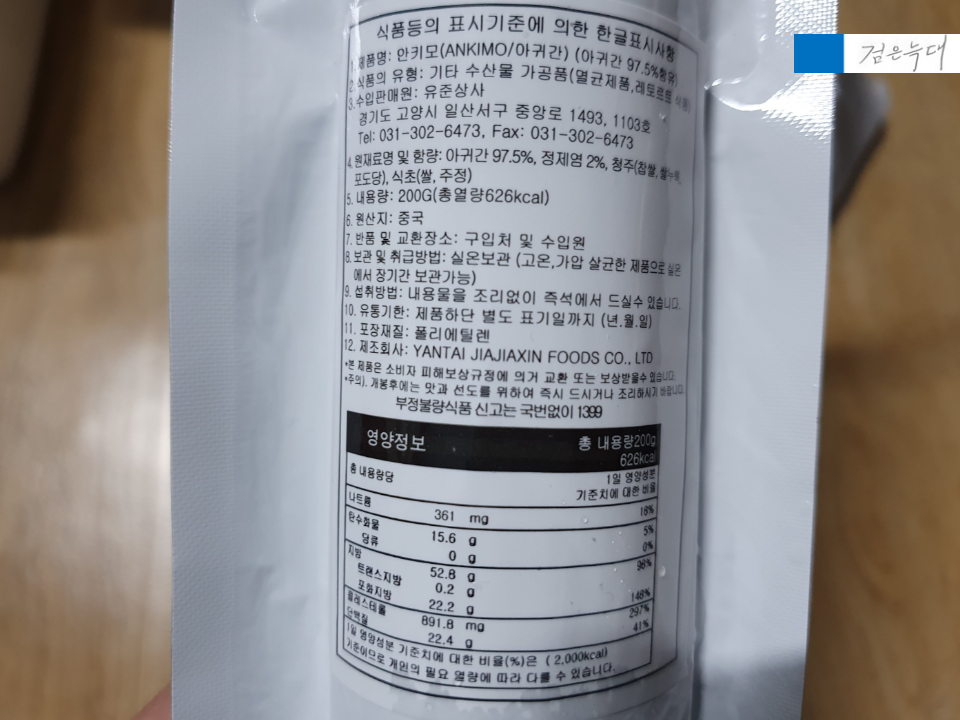 검은늑대
식품등의 표시기준에 의한 한글표시사항
1. 제품명: 안키모(ANKIMO/아귀간) (아귀간 97.5%함유)
2. 식품의 유형: 기타 수산물 가공품(멸균제품,레토르트 식품)
3. 수입판매원: 유준상사
경기도 고양시 일산서구 중앙로 1493, 1103호
Tel: 031-302-6473, Fax: 031-302-6473
4. 원재료명 및 함량: 아귀간 97.5%, 정제염 2%, 청주(찹쌀, 쌀누룩,
포도당), 식초(쌀, 주정)
5. 내용량: 200G(총열량626kcal)
6. 원산지: 중국
7. 반품 및 교환장소: 구입처 및 수입원
8. 보관 및 취급방법: 실온보관 (고온,가압 살균한 제품으로 실온
에서 장기간 보관가능)
9. 섭취방법: 내용물을 조리없이 즉석에서 드실수 있습니다.
10. 유통기한: 제품하단 별도 표기일까지 (년.월.일)
11. 포장재질: 폴리에틸렌
12. 제조회사: YANTAI JIAJIAXIN FOODS CO., LTD
*본 제품은 소비자 피해보상규정에 의거 교환 또는 보상받을수 있습니다.
*주의). 개봉후에는 맛과 선도를 위하여 즉시 드시거나 조리하시기 바랍니다.
부정불량식품 신고는 국번없이 1399
영양정보 총 내용량200g
626kcal
총 내용량당 1일 영양성분
기준치에 대한 비율
나트륨 361 mg 18%
탄수화물 15.6 g 5%
당류 0 g 0%
지방 52.8 g 98%
트랜스지방 0.2 g
포화지방 22.2 g 148%
콜레스테롤 891.8 mg 297%
단백질 22.4 g 41%
1일 영양성분 기준치에 대한 비율(%)은 ( 2,000kcal)
기준이므로 개인의 필요 열량에 따라 다를 수 있습니다.